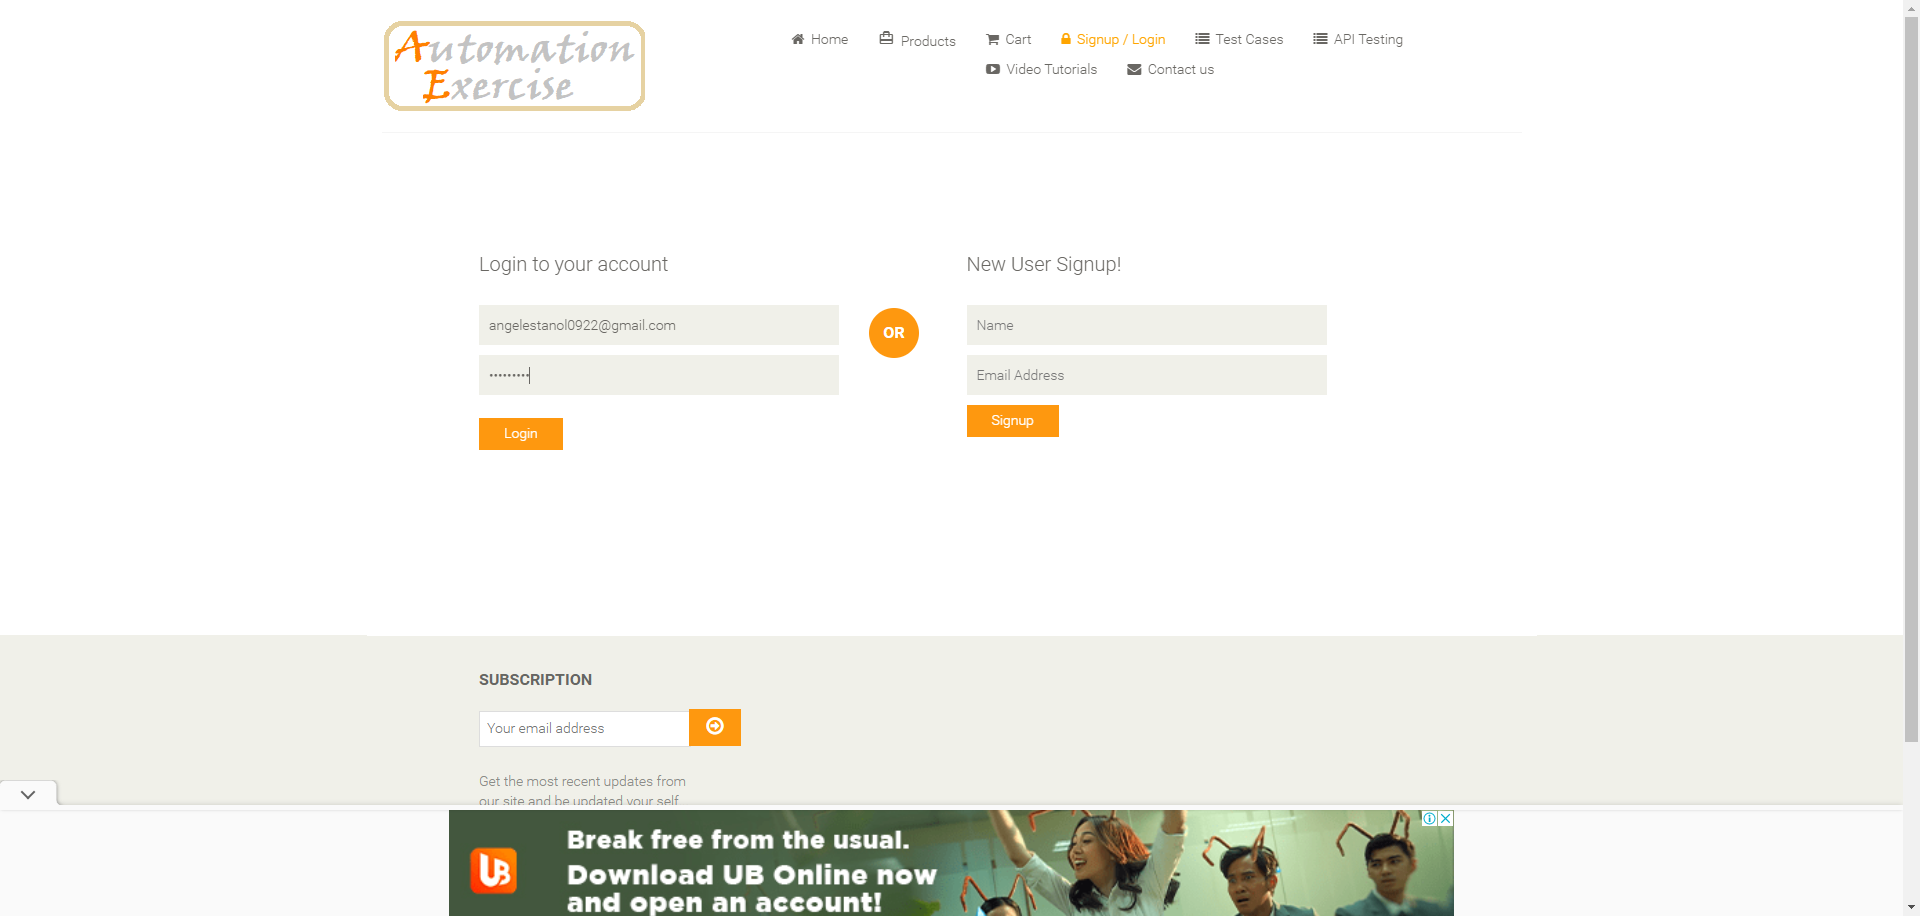 Automation
Exercise
Home
Products
Cart
Signup / Login
Test Cases
API Testing
Video Tutorials
Contact us
Login to your account
angelestanol0922@gmail.com
•••••••••
Login
OR
New User Signup!
Name
Email Address
Signup
SUBSCRIPTION
Your email address
Get the most recent updates from
our site and be updated your self
UB
Break free from the usual.
Download UB Online now
and open an account!